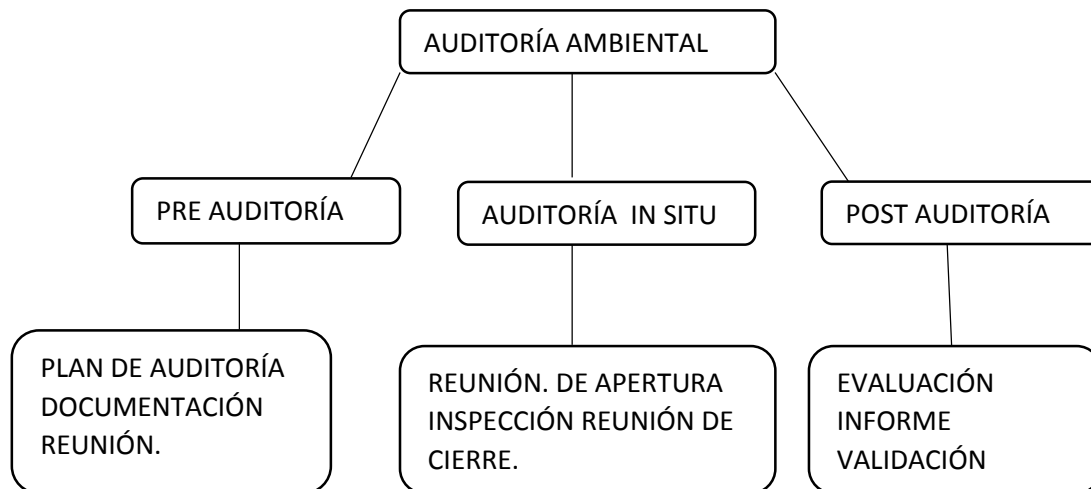 AUDITORÍA AMBIENTAL
PRE AUDITORÍA
AUDITORÍA IN SITU
POST AUDITORÍA
PLAN DE AUDITORÍA
DOCUMENTACIÓN
REUNIÓN.
REUNIÓN. DE APERTURA
INSPECCIÓN REUNIÓN DE
CIERRE.
EVALUACIÓN
INFORME
VALIDACIÓN